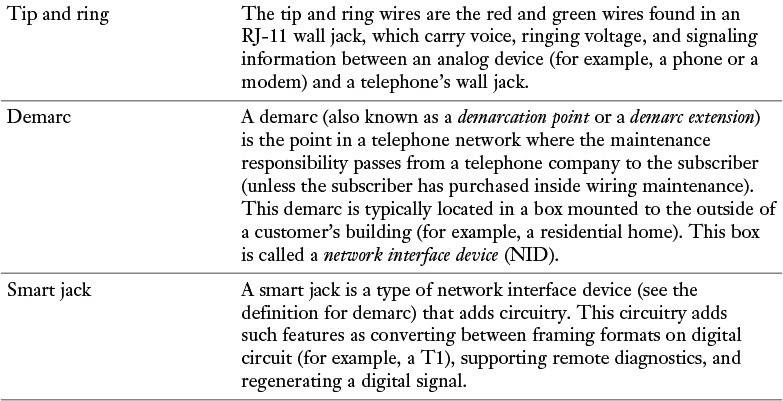 Tip and ring
The tip and ring wires are the red and green wires found in an
RJ-11 wall jack, which carry voice, ringing voltage, and signaling
information between an analog device (for example, a phone or a
modem) and a telephone's wall jack.
Demarc
A demarc (also known as a demarcation point or a demarc extension)
is the point in a telephone network where the maintenance
responsibility passes from a telephone company to the subscriber
(unless the subscriber has purchased inside wiring maintenance).
This demarc is typically located in a box mounted to the outside of
a customer's building (for example, a residential home). This box
is called a network interface device (NID).
Smart jack
A smart jack is a type of network interface device (see the
definition for demarc) that adds circuitry. This circuitry adds
such features as converting between framing formats on digital
circuit (for example, a T1), supporting remote diagnostics, and
regenerating a digital signal.